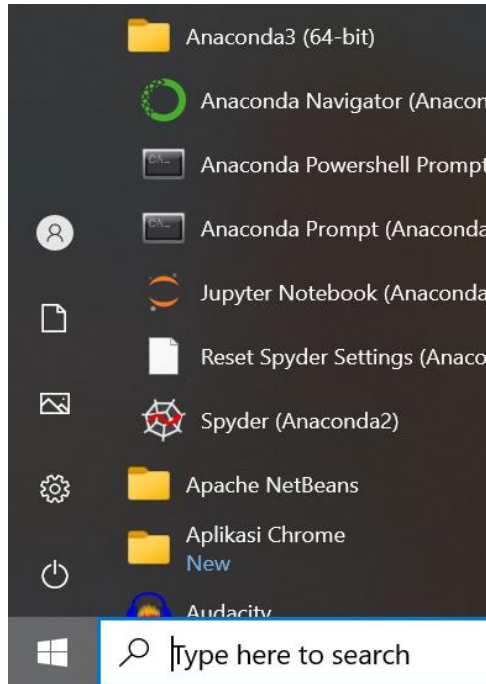 Anaconda3 (64-bit)
Anaconda Navigator (Anacon
Anaconda Powershell Prompt
Anaconda Prompt (Anaconda
Jupyter Notebook (Anaconda
Reset Spyder Settings (Anaco
Spyder (Anaconda2)
Apache NetBeans
Aplikasi Chrome
New
Audacity
Type here to search